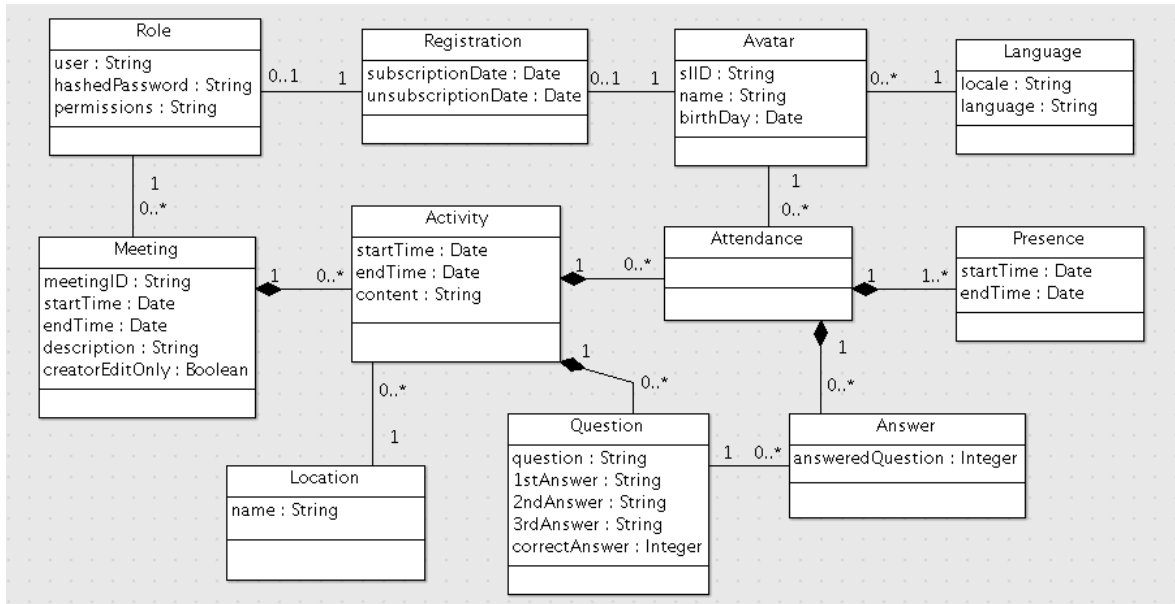 Role
user : String
hashedPassword : String
permissions : String
0..1
1
Registration
subscriptionDate : Date
unsubscriptionDate : Date
0..1
1
Avatar
slID : String
name : String
birthDay : Date
0..*
1
Language
locale : String
language : String
1
0..*
1
0..*
Meeting
meetingID : String
startTime : Date
endTime : Date
description : String
creatorEditOnly : Boolean
1
0..*
Activity
startTime : Date
endTime : Date
content : String
1
0..*
Attendance
1
1..*
Presence
startTime : Date
endTime : Date
1
0..*
1
0..*
0..*
1
Location
name : String
Question
question : String
1stAnswer : String
2ndAnswer : String
3rdAnswer : String
correctAnswer : Integer
1
0..*
Answer
answeredQuestion : Integer